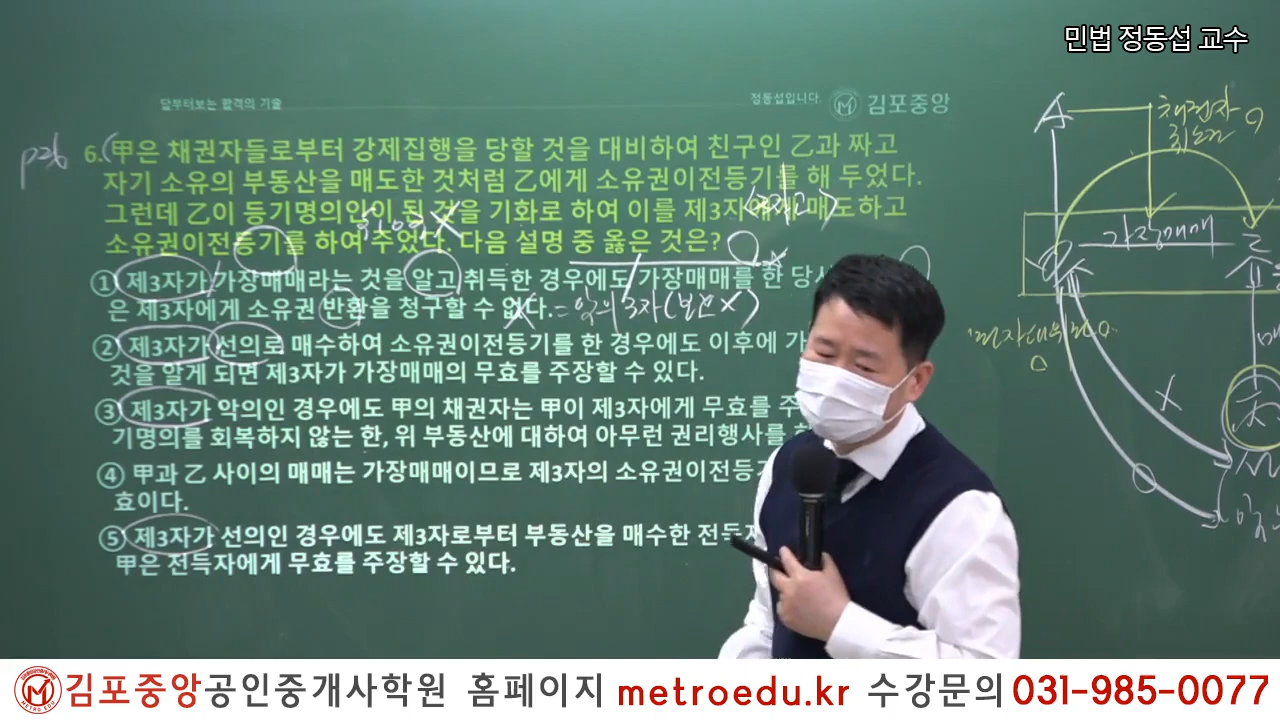 민법 정동섭 교수
답부터보는 합격의 기술
정동섭입니다.
김포중앙
p26
6. 甲은 채권자들로부터 강제집행을 당할 것을 대비하여 친구인 乙과 짜고
자기 소유의 부동산을 매도한 것처럼 乙에게 소유권이전등기를 해 두었다.
그런데 乙이 등기명의인이 된 것을 기화로 하여 이를 제3자에게 매도하고
소유권이전등기를 하여 주었다. 다음 설명 중 옳은 것은?
① 제3자가 가장매매라는 것을 알고 취득한 경우에도 가장매매를 한 당사
은 제3자에게 소유권 반환을 청구할 수 없다.
② 제3자가 선의로 매수하여 소유권이전등기를 한 경우에도 이후에 가
것을 알게 되면 제3자가 가장매매의 무효를 주장할 수 있다.
③ 제3자가 악의인 경우에도 甲의 채권자는 甲이 제3자에게 무효를 주
기명의를 회복하지 않는 한, 위 부동산에 대하여 아무런 권리행사를 할
④ 甲과 乙 사이의 매매는 가장매매이므로 제3자의 소유권이전등기
효이다.
⑤ 제3자가 선의인 경우에도 제3자로부터 부동산을 매수한 전득자
甲은 전득자에게 무효를 주장할 수 있다.
= 악의 3자(보호X)
채권자
취소권
가장매매
김포중앙공인중개사학원 홈페이지 metroedu.kr 수강문의 031-985-0077